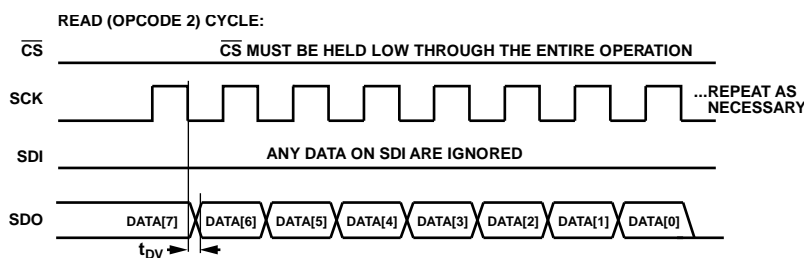 READ (OPCODE 2) CYCLE:
CS
CS MUST BE HELD LOW THROUGH THE ENTIRE OPERATION
SCK
...REPEAT AS
NECESSARY
SDI
ANY DATA ON SDI ARE IGNORED
SDO
DATA[7] DATA[6] DATA[5] DATA[4] DATA[3] DATA[2] DATA[1] DATA[0]
tDV